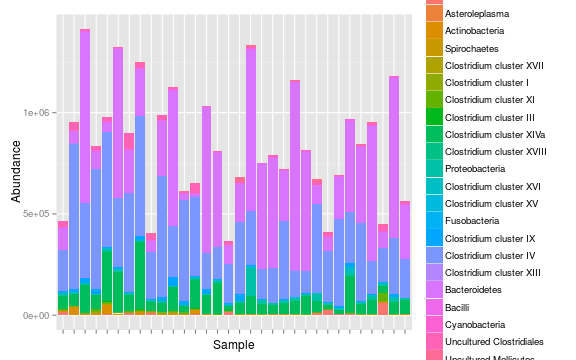 Asteroleplasma
Actinobacteria
Spirochaetes
Clostridium cluster XVII
Clostridium cluster I
Clostridium cluster XI
Clostridium cluster III
Clostridium cluster XIVa
Clostridium cluster XVIII
Proteobacteria
Clostridium cluster XVI
Clostridium cluster XV
Fusobacteria
Clostridium cluster IX
Clostridium cluster IV
Clostridium cluster XIII
Bacteroidetes
Bacilli
Cyanobacteria
Uncultured Clostridiales
Uncultured Mollicutes
1e+06
5e+05
0e+00
Abundance
Sample